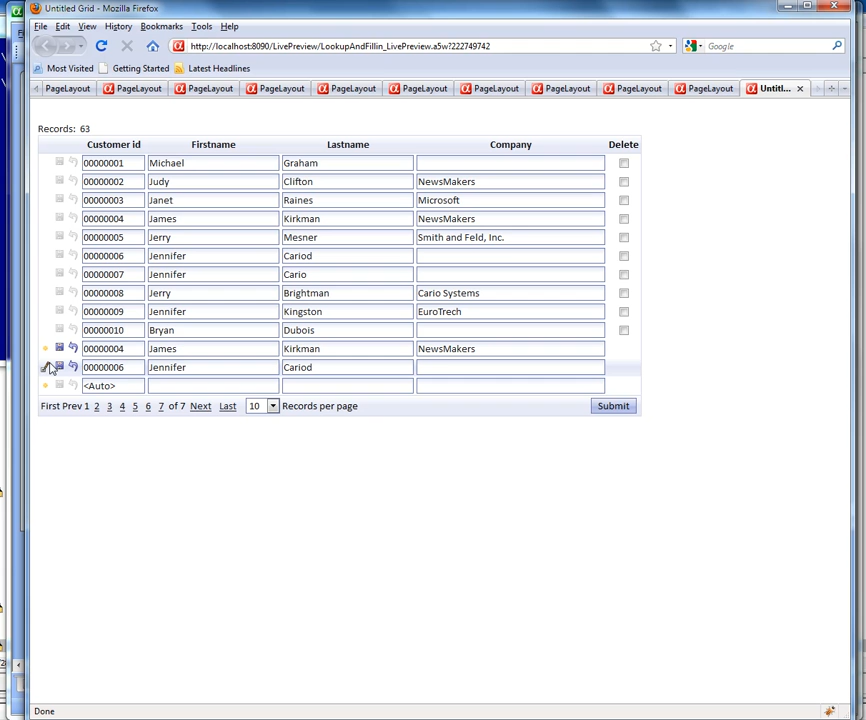 Untitled Grid - Mozilla Firefox
File Edit View History Bookmarks Tools Help
http://localhost:8090/LivePreview/LookupAndFillin_LivePreview.a5w?222749742 Google
Most Visited Getting Started Latest Headlines
PageLayout PageLayout PageLayout PageLayout PageLayout PageLayout PageLayout PageLayout PageLayout PageLayout Untitl...
Records: 63
Customer id Firstname Lastname Company Delete
00000001 Michael Graham
00000002 Judy Clifton NewsMakers
00000003 Janet Raines Microsoft
00000004 James Kirkman NewsMakers
00000005 Jerry Mesner Smith and Feld, Inc.
00000006 Jennifer Cariod
00000007 Jennifer Cario
00000008 Jerry Brightman Cario Systems
00000009 Jennifer Kingston EuroTrech
00000010 Bryan Dubois
00000004 James Kirkman NewsMakers
00000006 Jennifer Cariod
<Auto>
First Prev 1 2 3 4 5 6 7 of 7 Next Last 10 Records per page Submit
Done